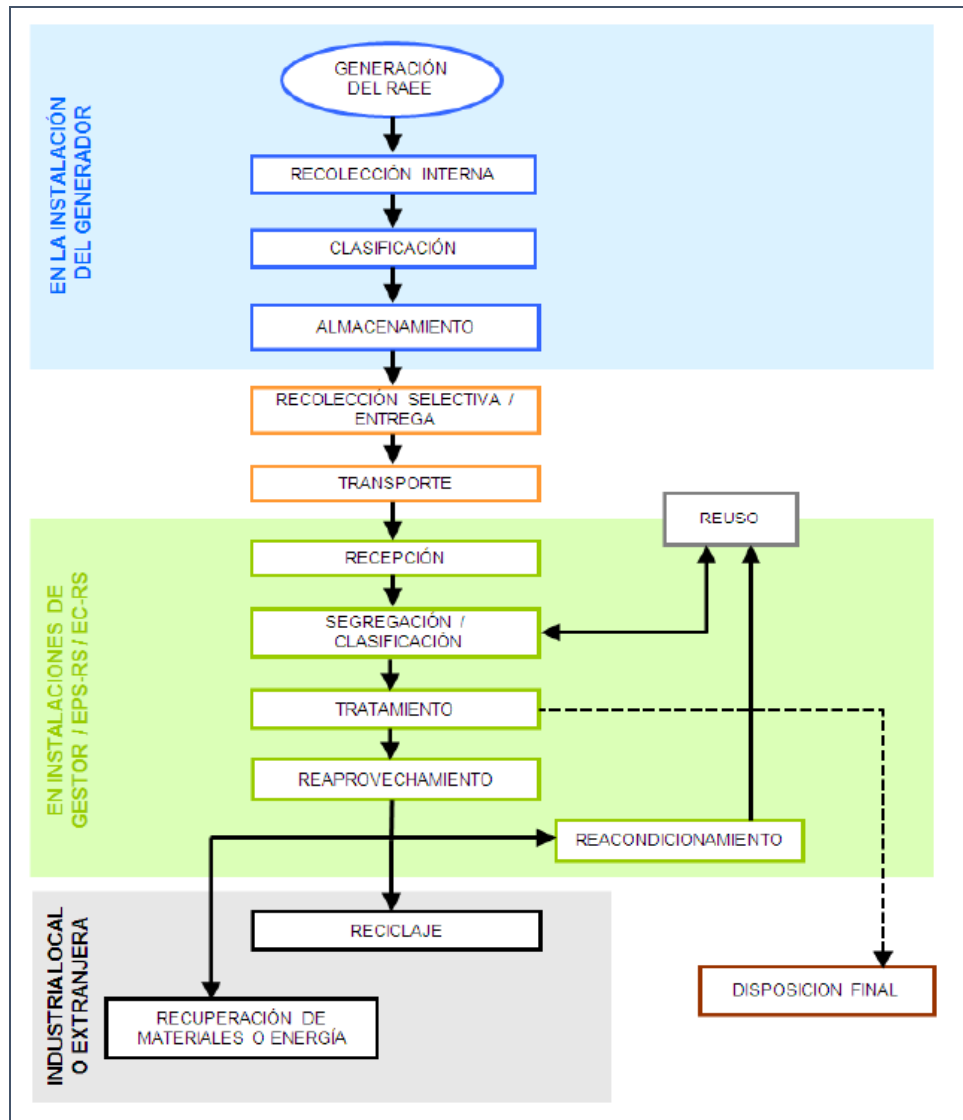 EN LA INSTALACIÓN
DEL GENERADOR
GENERACIÓN
DEL RAEE
RECOLECCIÓN INTERNA
CLASIFICACIÓN
ALMACENAMIENTO
RECOLECCIÓN SELECTIVA /
ENTREGA
TRANSPORTE
EN INSTALACIONES DE
GESTOR / EPS-RS / EC-RS
REUSO
RECEPCIÓN
SEGREGACIÓN /
CLASIFICACIÓN
TRATAMIENTO
REAPROVECHAMIENTO
REACONDICIONAMIENTO
INDUSTRIA LOCAL
O EXTRANJERA
RECICLAJE
DISPOSICION FINAL
RECUPERACIÓN DE
MATERIALES O ENERGÍA